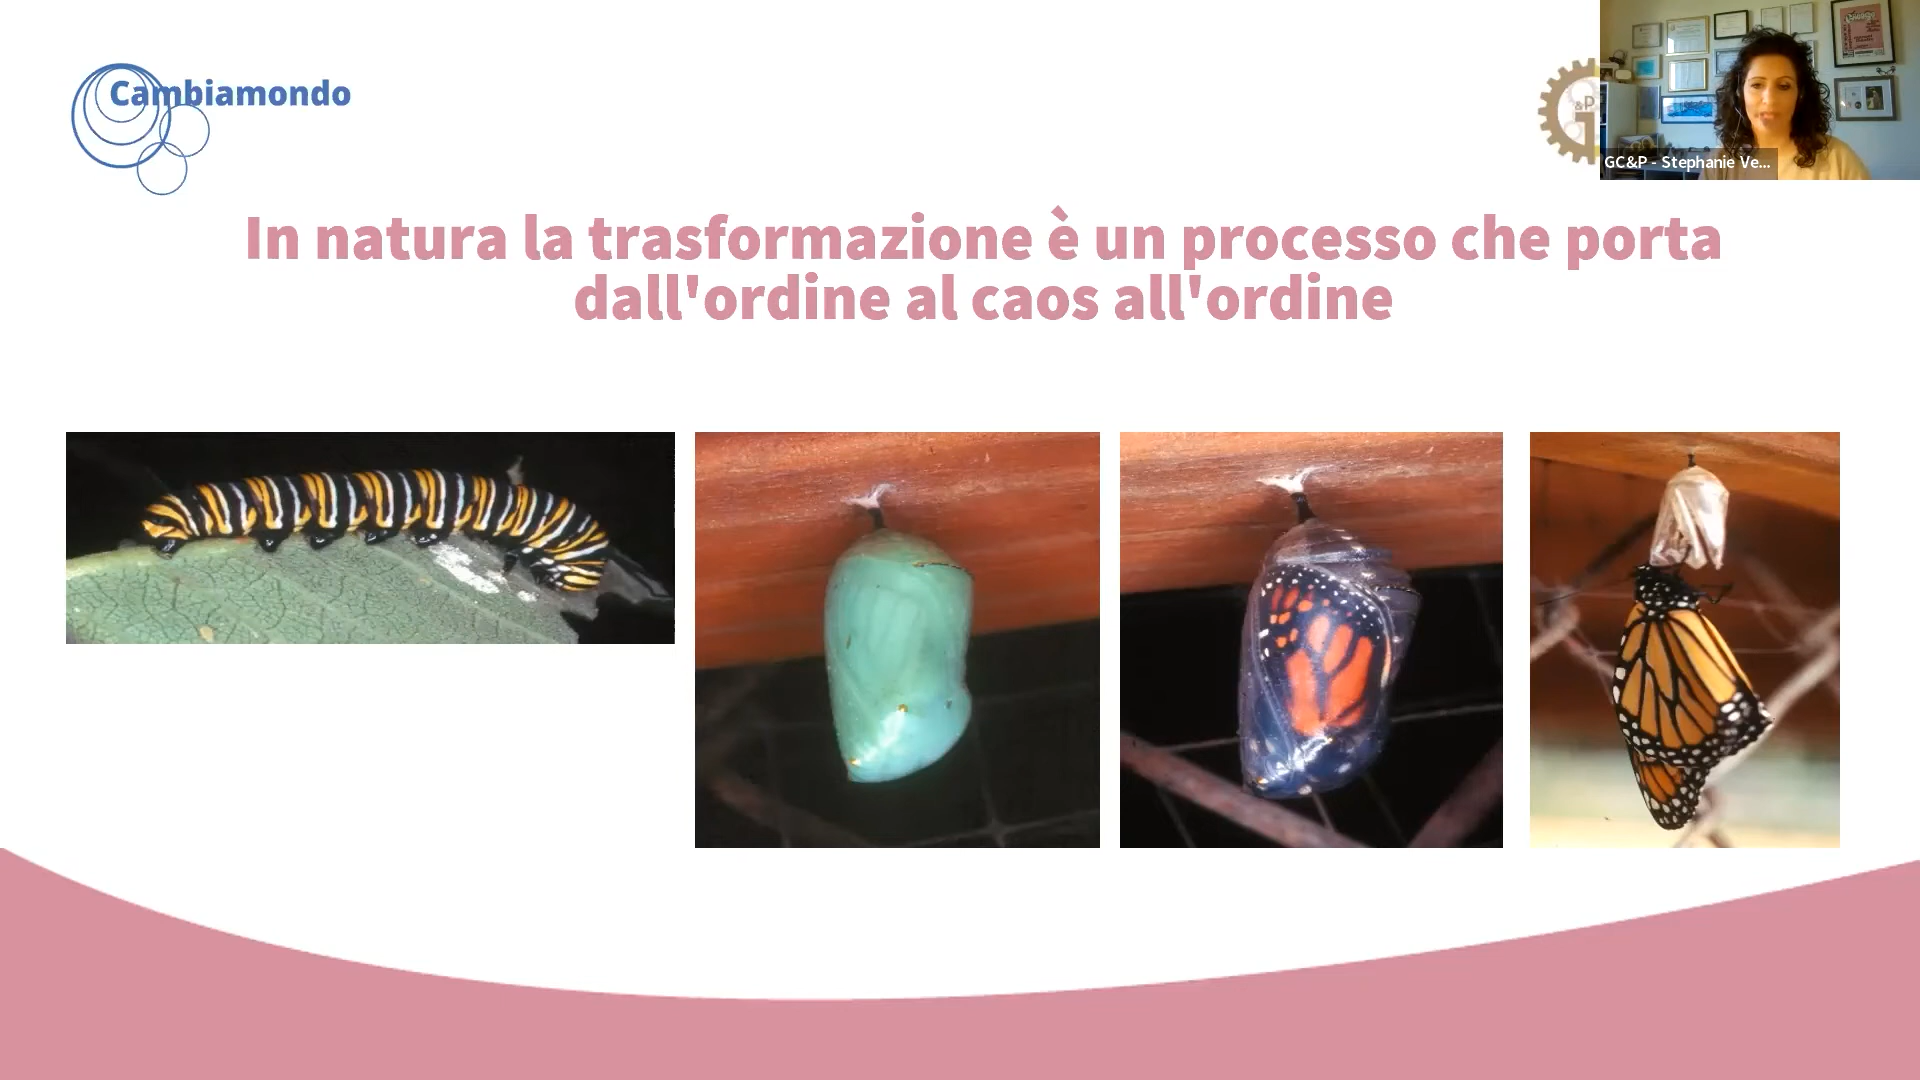 Cambiamondo
GC&P - Stephanie Ve...
In natura la trasformazione è un processo che porta
dall'ordine al caos all'ordine